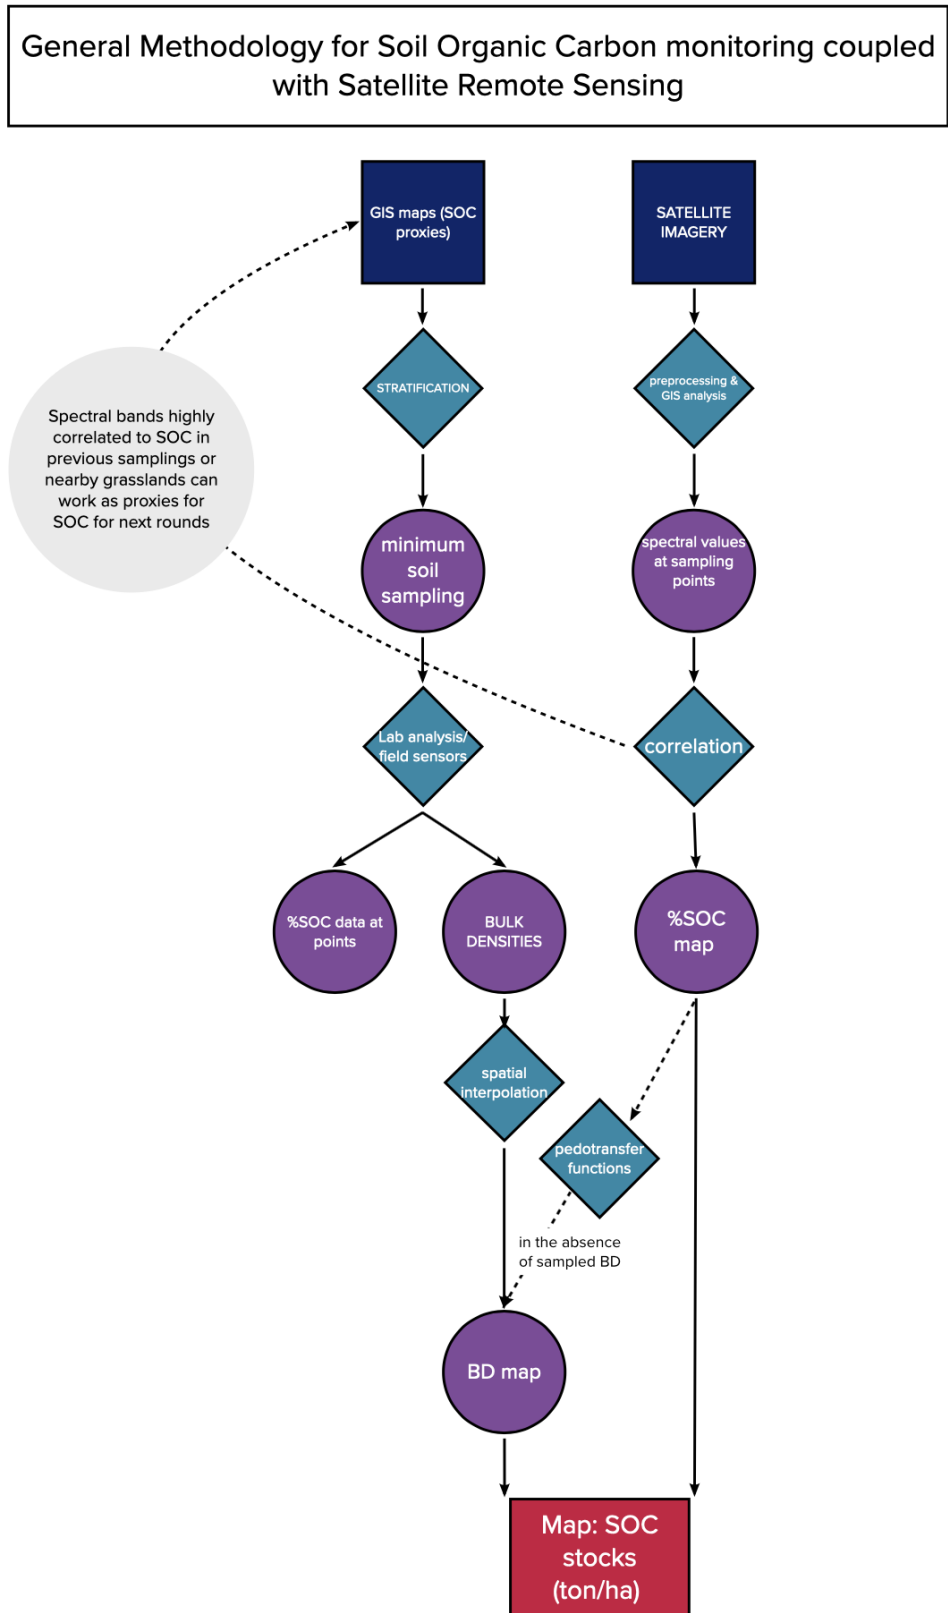 General Methodology for Soil Organic Carbon monitoring coupled
with Satellite Remote Sensing
GIS maps (SOC
proxies)
SATELLITE
IMAGERY
STRATIFICATION
preprocessing &
GIS analysis
Spectral bands highly
correlated to SOC in
previous samplings or
nearby grasslands can
work as proxies for
SOC for next rounds
minimum
soil
sampling
spectral values
at sampling
points
Lab analysis/
field sensors
correlation
%SOC data at
points
BULK
DENSITIES
%SOC
map
spatial
interpolation
pedotransfer
functions
in the absence
of sampled BD
BD map
Map: SOC
stocks
(ton/ha)